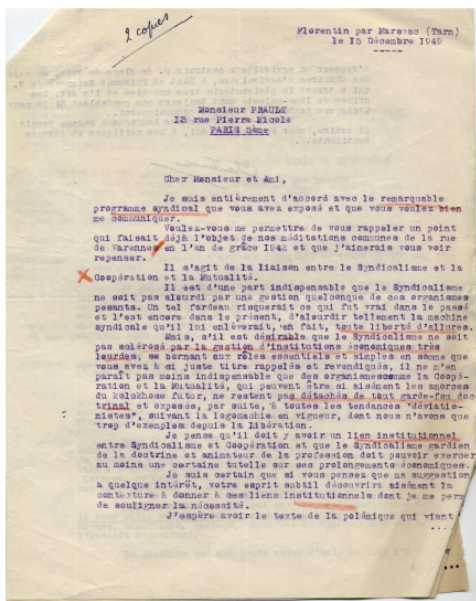 2 copies
Florentin par Marssac (Tarn)
le 15 Décembre 1949
Monsieur PRAULT
13 rue Pierre Nicole
PARIS 5ème
Cher Monsieur et Ami,
Je suis entièrement d'accord avec le remarquable
programme syndical que vous avez exposé et que vous voulez bien
me communiquer.
Voulez-vous me permettre de vous rappeler un point
qui faisait déjà l'objet de nos méditations communes de la rue
de Varenne en l'an de grâce 1942 et que j'aimerais vous voir
repenser.
Il s'agit de la liaison entre le Syndicalisme et la
Coopération et la Mutualité.
Il est d'une part indispensable que le Syndicalisme
ne soit pas alourdi par une gestion quelconque de ces organismes
pesants. Un tel fardeau risquerait ce qui fut vrai dans le passé
et l'est encore dans le présent, d'alourdir tellement la machine
syndicale qu'il lui enlèverait, en fait, toute liberté d'allures.
Mais, s'il est désirable que le Syndicalisme ne soit
pas sclérosé par la gestion d'institutions économiques très
lourdes, se bornant aux rôles essentiels et simples en somme que
vous avez à si juste titre rappelés et revendiqués, il ne m'en
paraît pas moins indispensable que des organismes comme la Coopé-
ration et la Mutualité, qui peuvent être si aisément les amorces
du kolkhose futur, ne restent pas détachés de tout garde-fou doc
trinal et exposés, par suite, à toutes les tendances "déviatio-
nistes", suivant la logomachie en vigueur, dont nous n'avons que
trop d'exemples depuis la Libération.
Je pense qu'il doit y avoir un lien institutionnel
entre Syndicalisme et Coopération et que le Syndicalisme gardien
de la doctrine et animateur de la profession doit pouvoir exercer
au moins une certaine tutelle sur ses prolongements économiques.
Je suis certain que si vous pensez que ma suggestion
a quelque intérêt, votre esprit subtil découvrira aisément la
contexture à donner à ces liens institutionnels dont je me perm
de souligner la nécessité.
J'espère avoir le texte de la polémique qui vient